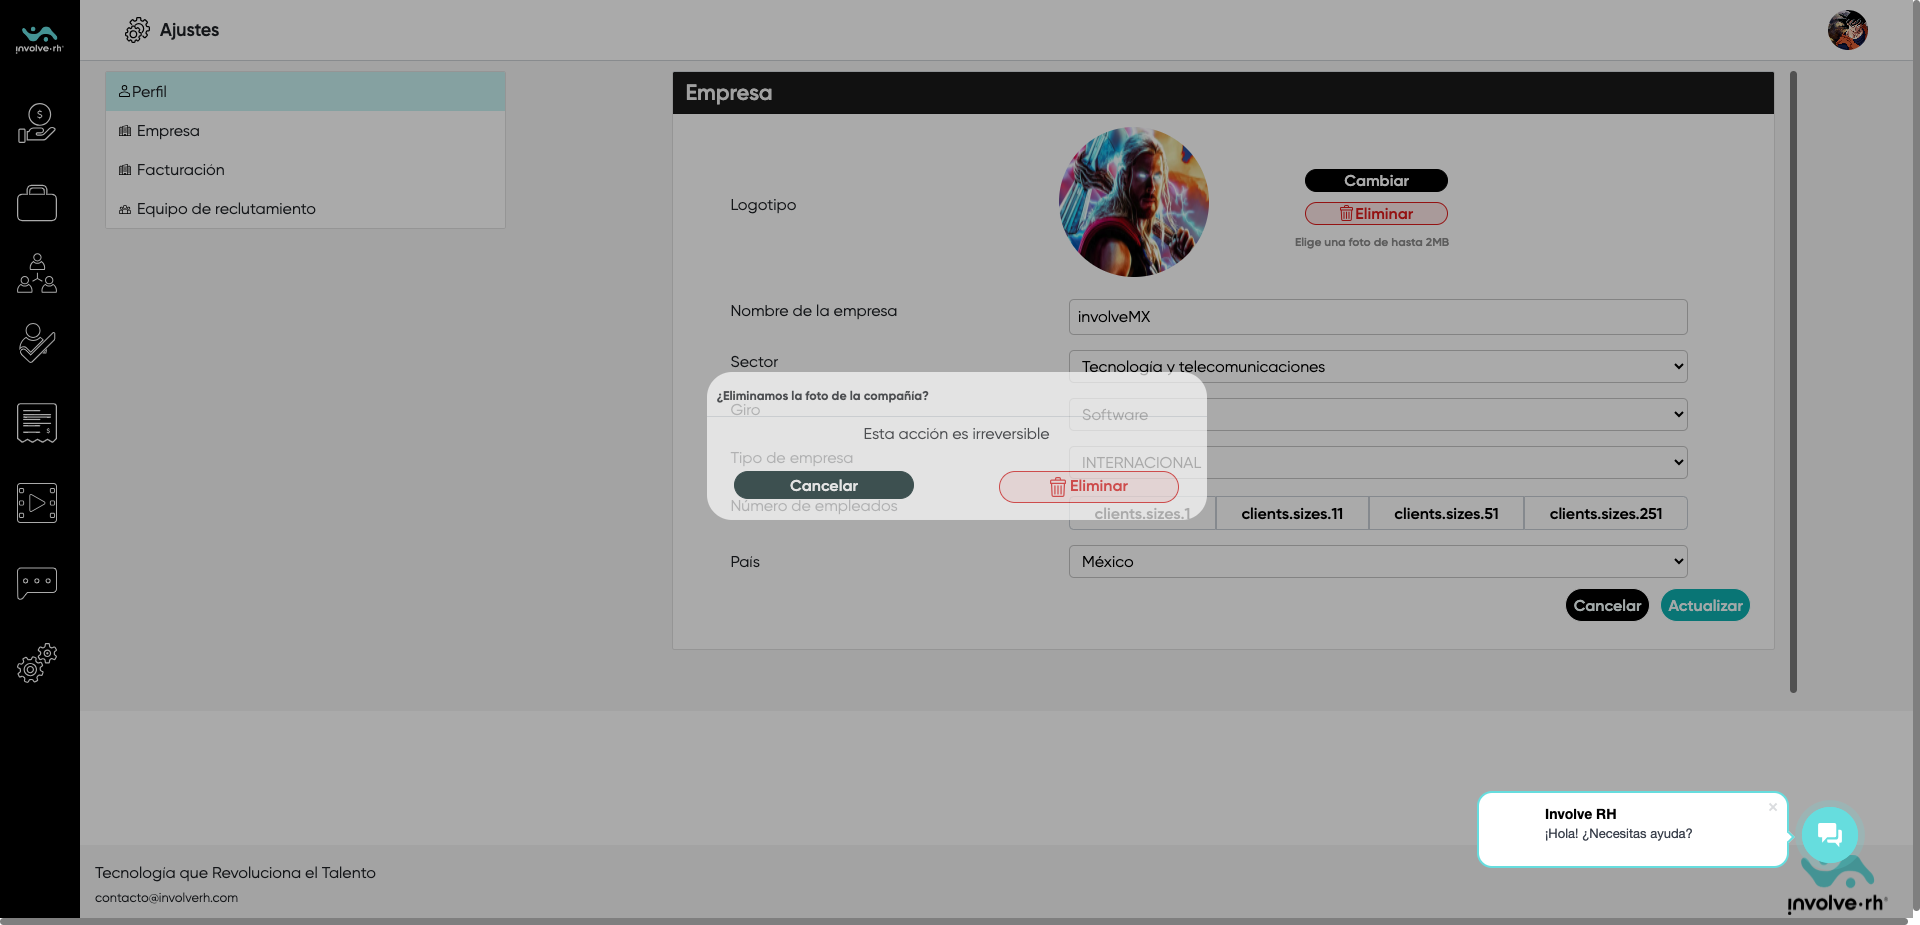 involve·rh
Ajustes
Perfil
Empresa
Facturación
Equipo de reclutamiento
Empresa
Logotipo
Cambiar
Eliminar
Elige una foto de hasta 2MB
Nombre de la empresa
involveMX
Sector
Tecnología y telecomunicaciones
¿Eliminamos la foto de la compañía?
Giro
Software
Esta acción es irreversible
Tipo de empresa
INTERNACIONAL
Cancelar
Eliminar
Número de empleados
clients.sizes.1
clients.sizes.11
clients.sizes.51
clients.sizes.251
País
México
Cancelar
Actualizar
Involve RH
¡Hola! ¿Necesitas ayuda?
Tecnología que Revoluciona el Talento
contacto@involverh.com
involve·rh